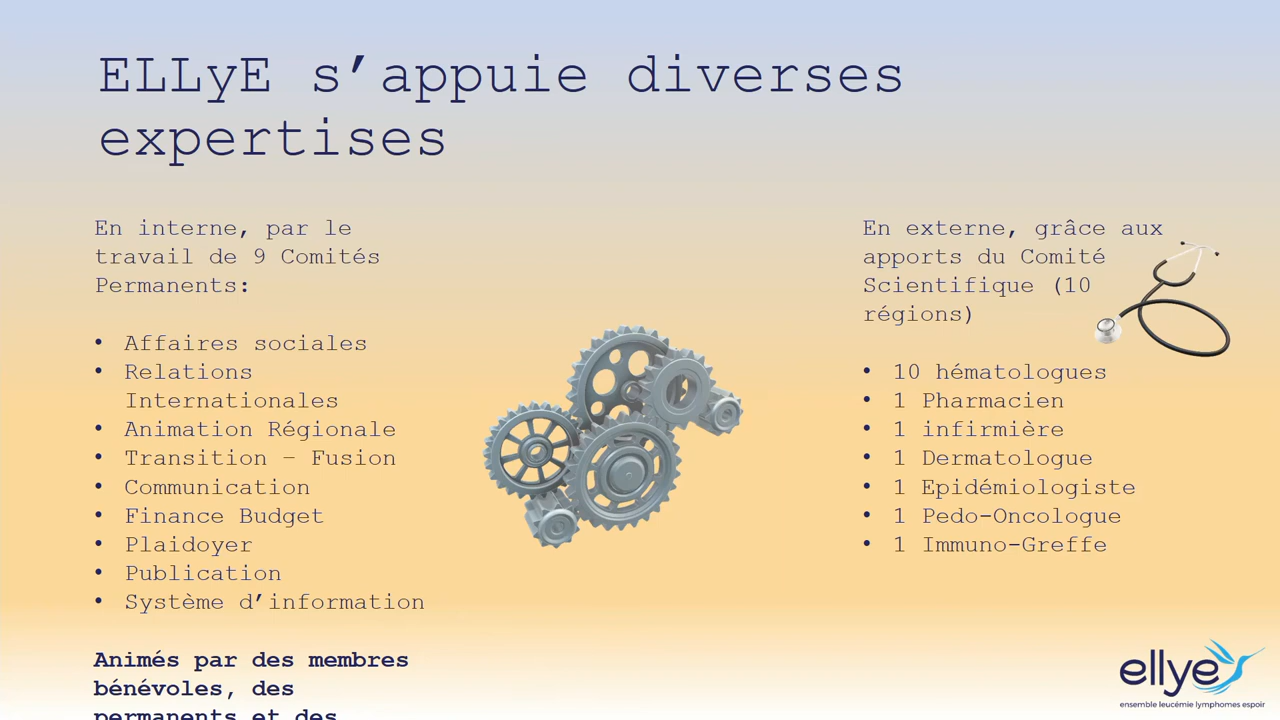 ELLyE s’appuie diverses
expertises
En interne, par le
travail de 9 Comités
Permanents:
• Affaires sociales
• Relations
Internationales
• Animation Régionale
• Transition – Fusion
• Communication
• Finance Budget
• Plaidoyer
• Publication
• Système d’information
Animés par des membres
bénévoles, des
permanents et des
En externe, grâce aux
apports du Comité
Scientifique (10
régions)
• 10 hématologues
• 1 Pharmacien
• 1 infirmière
• 1 Dermatologue
• 1 Epidémiologiste
• 1 Pedo-Oncologue
• 1 Immuno-Greffe
ellye
ensemble leucémie lymphomes espoir